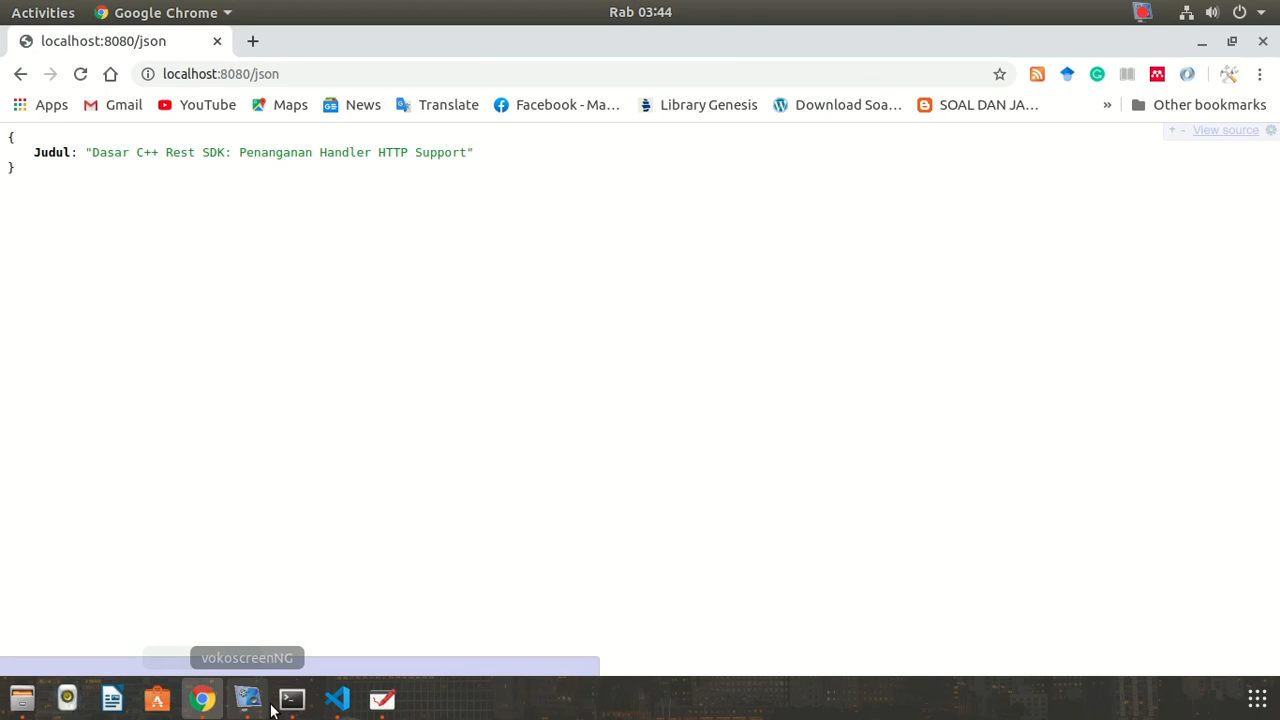 Activities Google Chrome Rab 03:44
localhost:8080/json
localhost:8080/json
Apps Gmail YouTube Maps News Translate Facebook - Ma... Library Genesis Download Soa... SOAL DAN JA... » Other bookmarks
{ + - View source
Judul: "Dasar C++ Rest SDK: Penanganan Handler HTTP Support"
}
vokoscreenNG